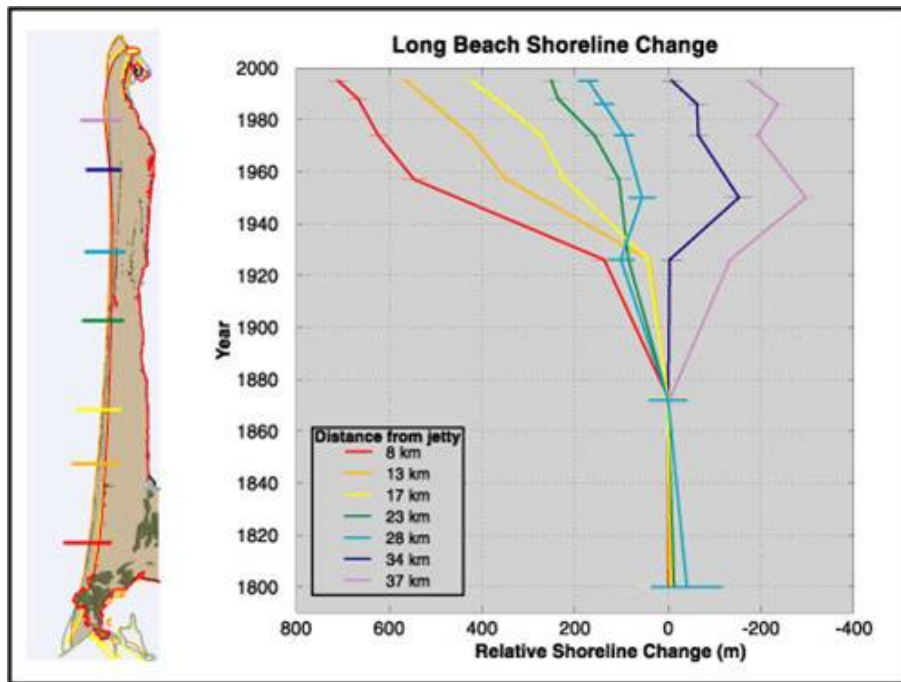 Long Beach Shoreline Change
2000
1980
1960
1940
1920
1900
1880
1860
1840
1820
1800
Year
Distance from jetty
8 km
13 km
17 km
23 km
28 km
34 km
37 km
800 600 400 200 0 -200 -400
Relative Shoreline Change (m)